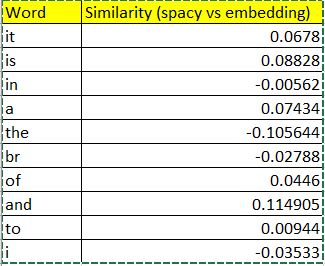 Word Similarity (spacy vs embedding)
it 0.0678
is 0.08828
in -0.00562
a 0.07434
the -0.105644
br -0.02788
of 0.0446
and 0.114905
to 0.00944
i -0.03533